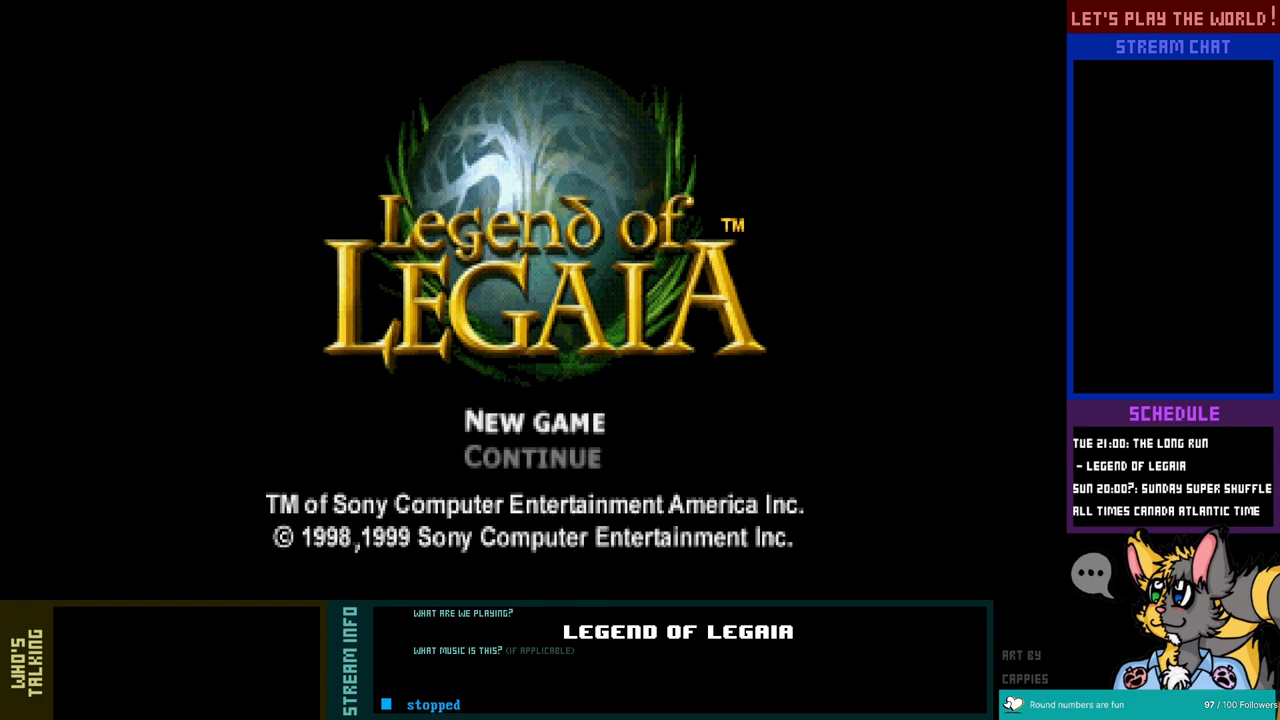 Legend of
LEGAIA
TM
NEW GAME
CONTINUE
TM of Sony Computer Entertainment America Inc.
© 1998,1999 Sony Computer Entertainment Inc.
LET'S PLAY THE WORLD!
STREAM CHAT
SCHEDULE
TUE 21:00: THE LONG RUN
- LEGEND OF LEGAIA
SUN 20:00?: SUNDAY SUPER SHUFFLE
ALL TIMES CANADA ATLANTIC TIME
WHO'S
TALKING
STREAM INFO
WHAT ARE WE PLAYING?
LEGEND OF LEGAIA
WHAT MUSIC IS THIS? (IF APPLICABLE)
stopped
ART BY
CAPPIES
Round numbers are fun
97 / 100 Followers